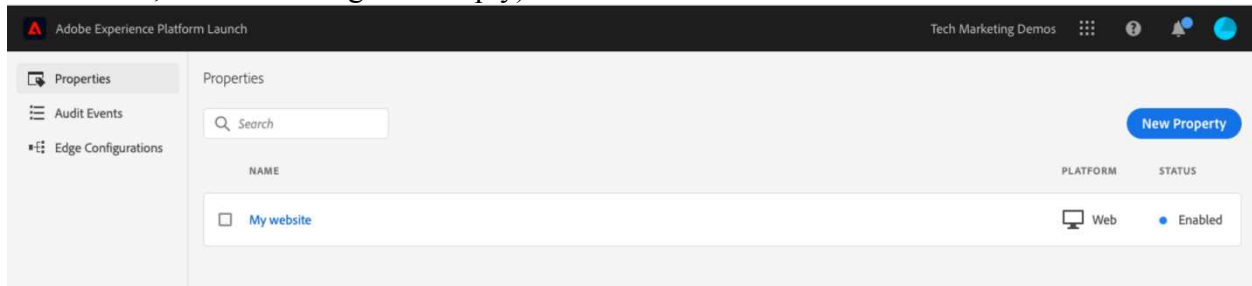 Adobe Experience Platform Launch Tech Marketing Demos
Properties
Audit Events
Edge Configurations
Properties
Search
New Property
NAME PLATFORM STATUS
My website Web Enabled